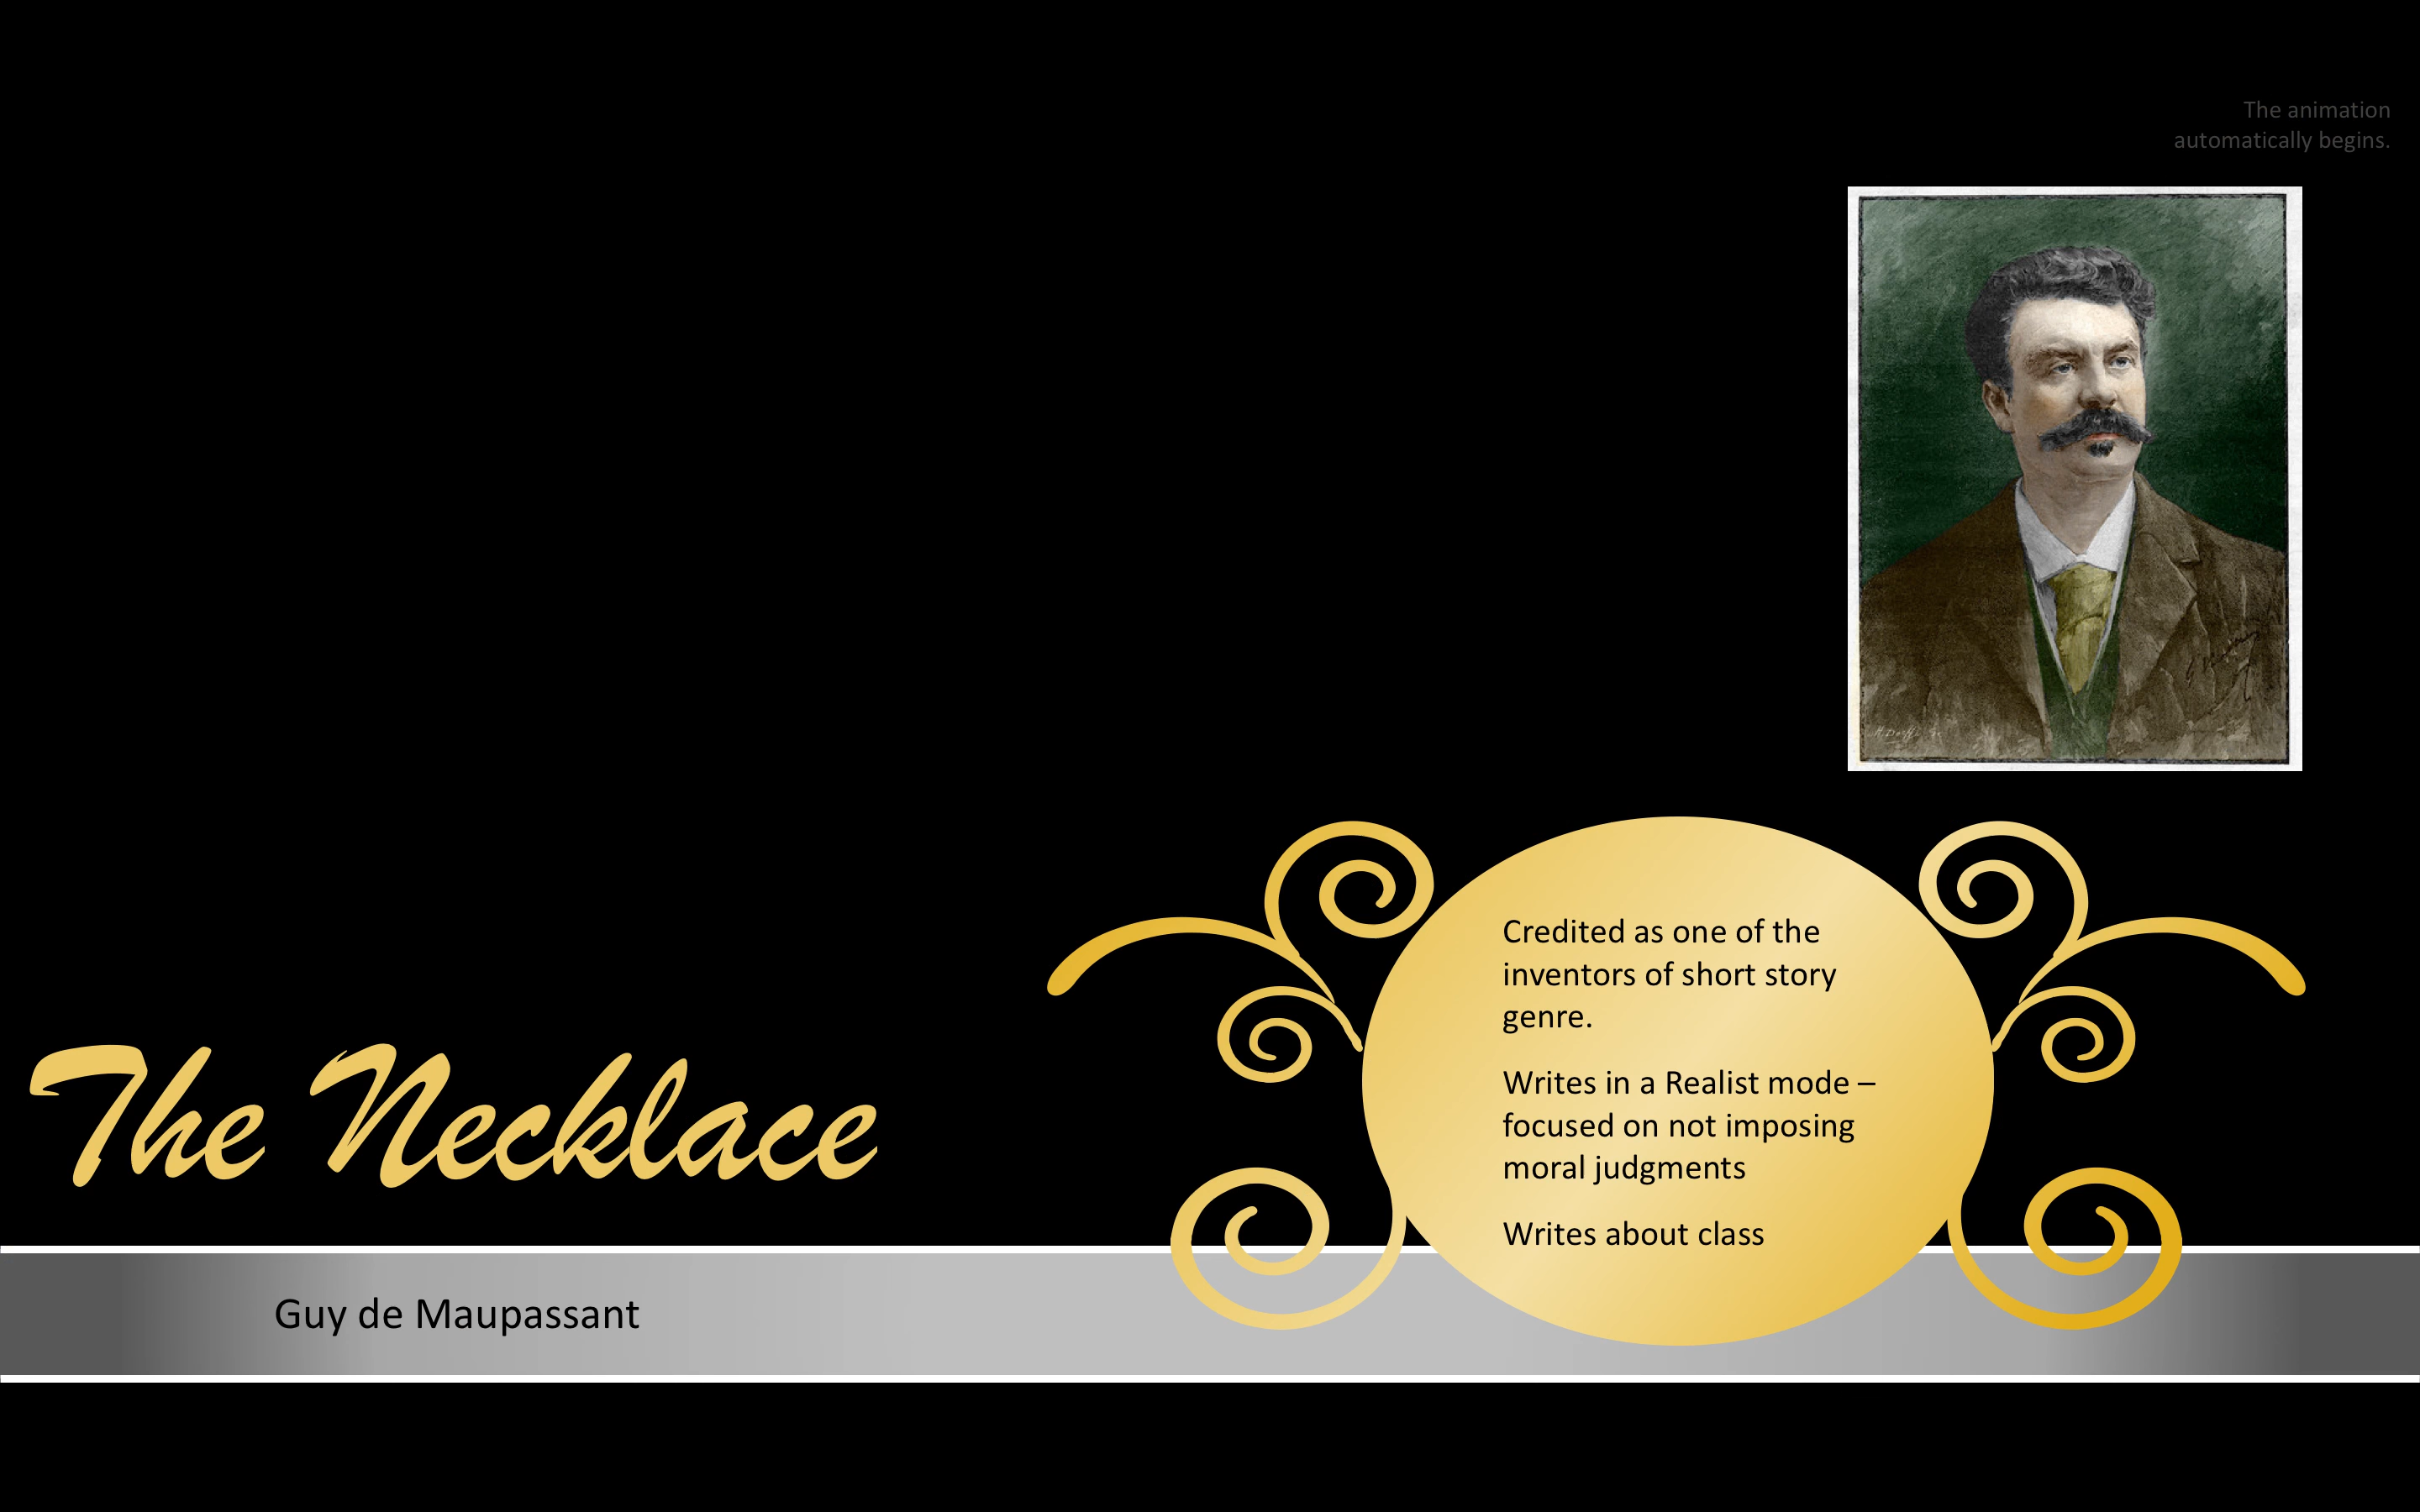 The animation
automatically begins.
Credited as one of the
inventors of short story
genre.
Writes in a Realist mode –
focused on not imposing
moral judgments
Writes about class
The Necklace
Guy de Maupassant